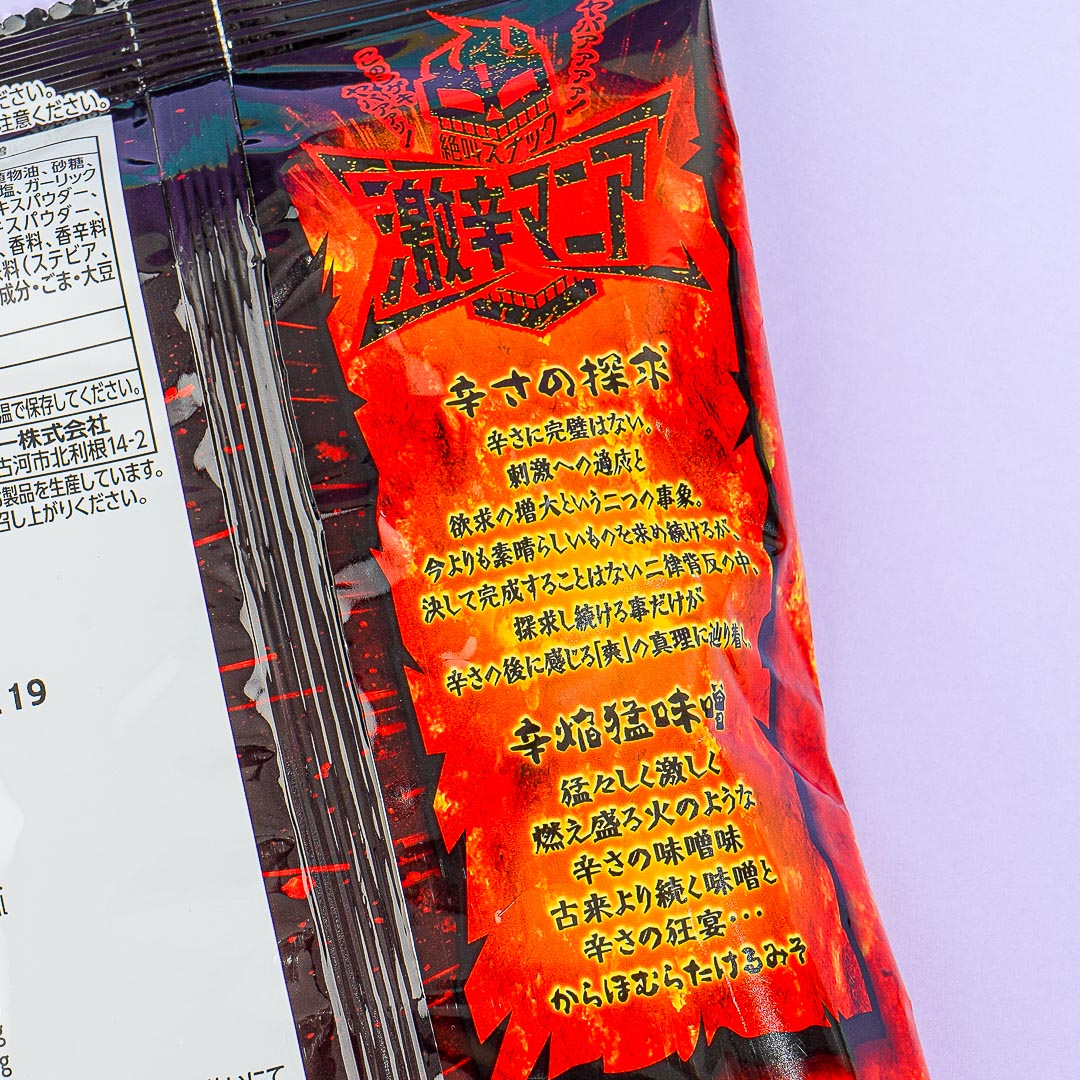 ださい。
注意ください。
植物油、砂糖、
塩、ガーリック
キスパウダー、
キスパウダー、
、香料、香辛料
味料(ステビア、
成分・ごま・大豆
温で保存してください。
ー株式会社
古河市北利根14-2
製品を生産しています。
召し上がりください。
19
g
g
ヤバァァァァ!
絶叫スナック
激辛マニア
辛さの探求
辛さに完璧はない。
刺激への適応と
欲求の増大という二つの事象。
今よりも素晴らしいものを求め続けるが、
決して完成することはない二律背反の中、
探求し続ける事だけが
辛さの後に感じる「爽」の真理に辿り着く。
辛焔猛味噌
猛々しく激しく
燃え盛る火のような
辛さの味噌味
古来より続く味噌と
辛さの狂宴…
からほむらたけるみそ